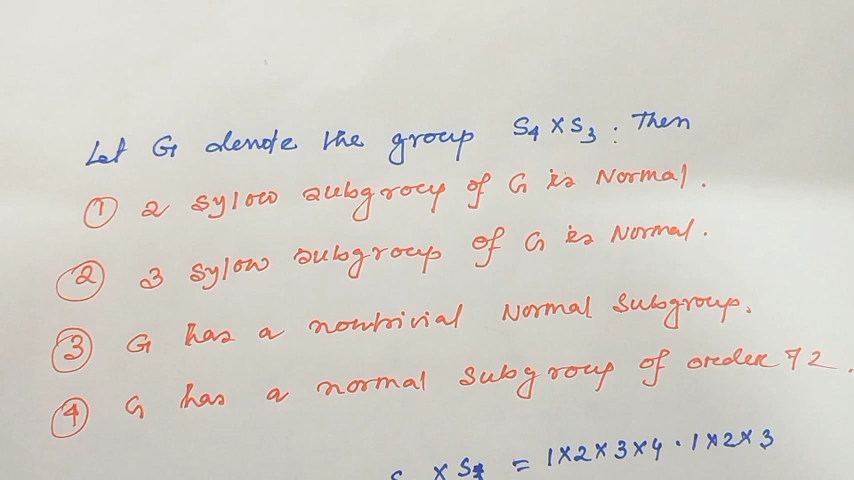 Let G denote the group S4 × S3 : Then
① 2 sylow subgroup of G is Normal.
② 3 sylow subgroup of G is Normal.
③ G has a nontrivial Normal Subgroup.
④ G has a normal subgroup of order 72.
× = 1×2×3×4 · 1×2×3